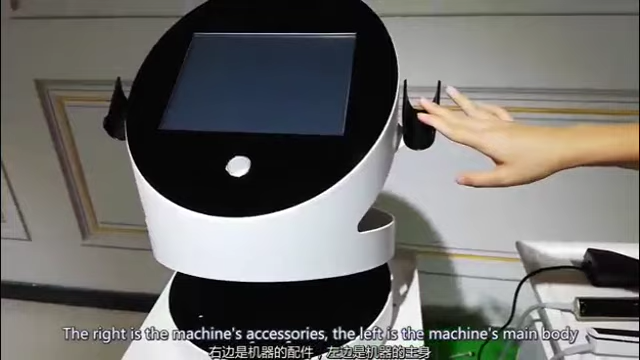 The right is the machine's accessories, the left is the machine's main body
右边是机器的配件，左边是机器的主身